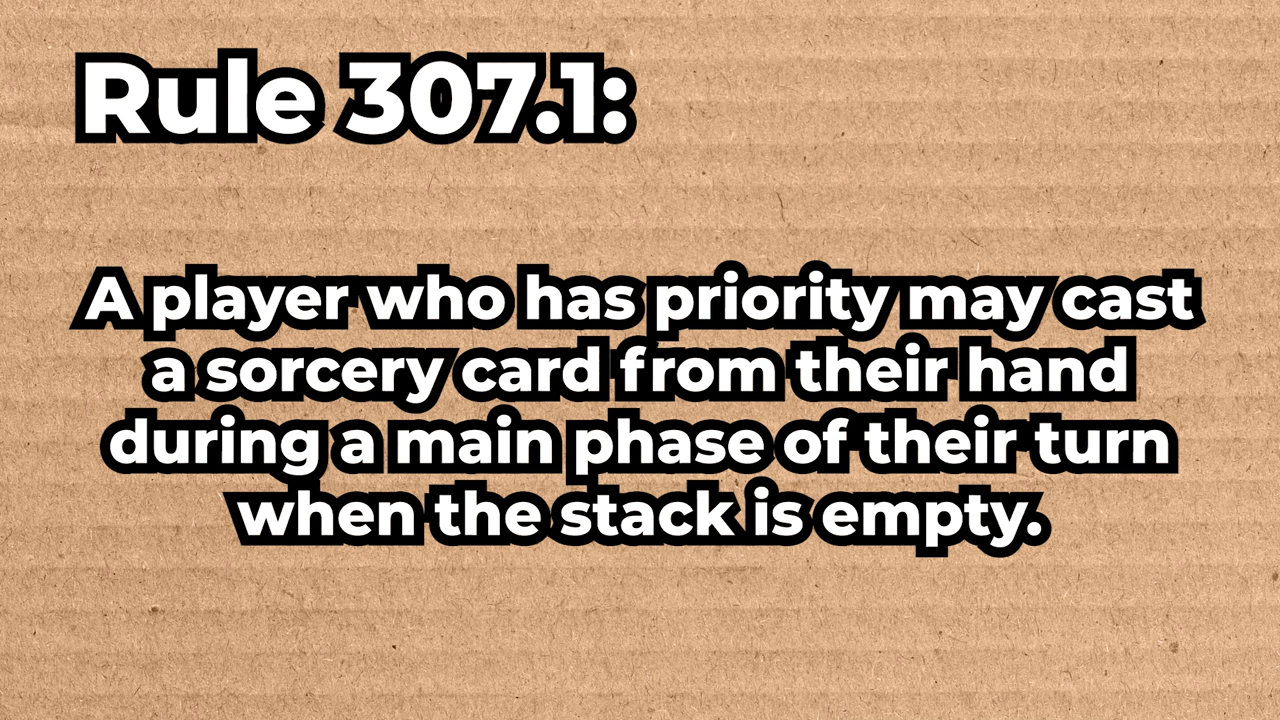 Rule 307.1:
A player who has priority may cast
a sorcery card from their hand
during a main phase of their turn
when the stack is empty.